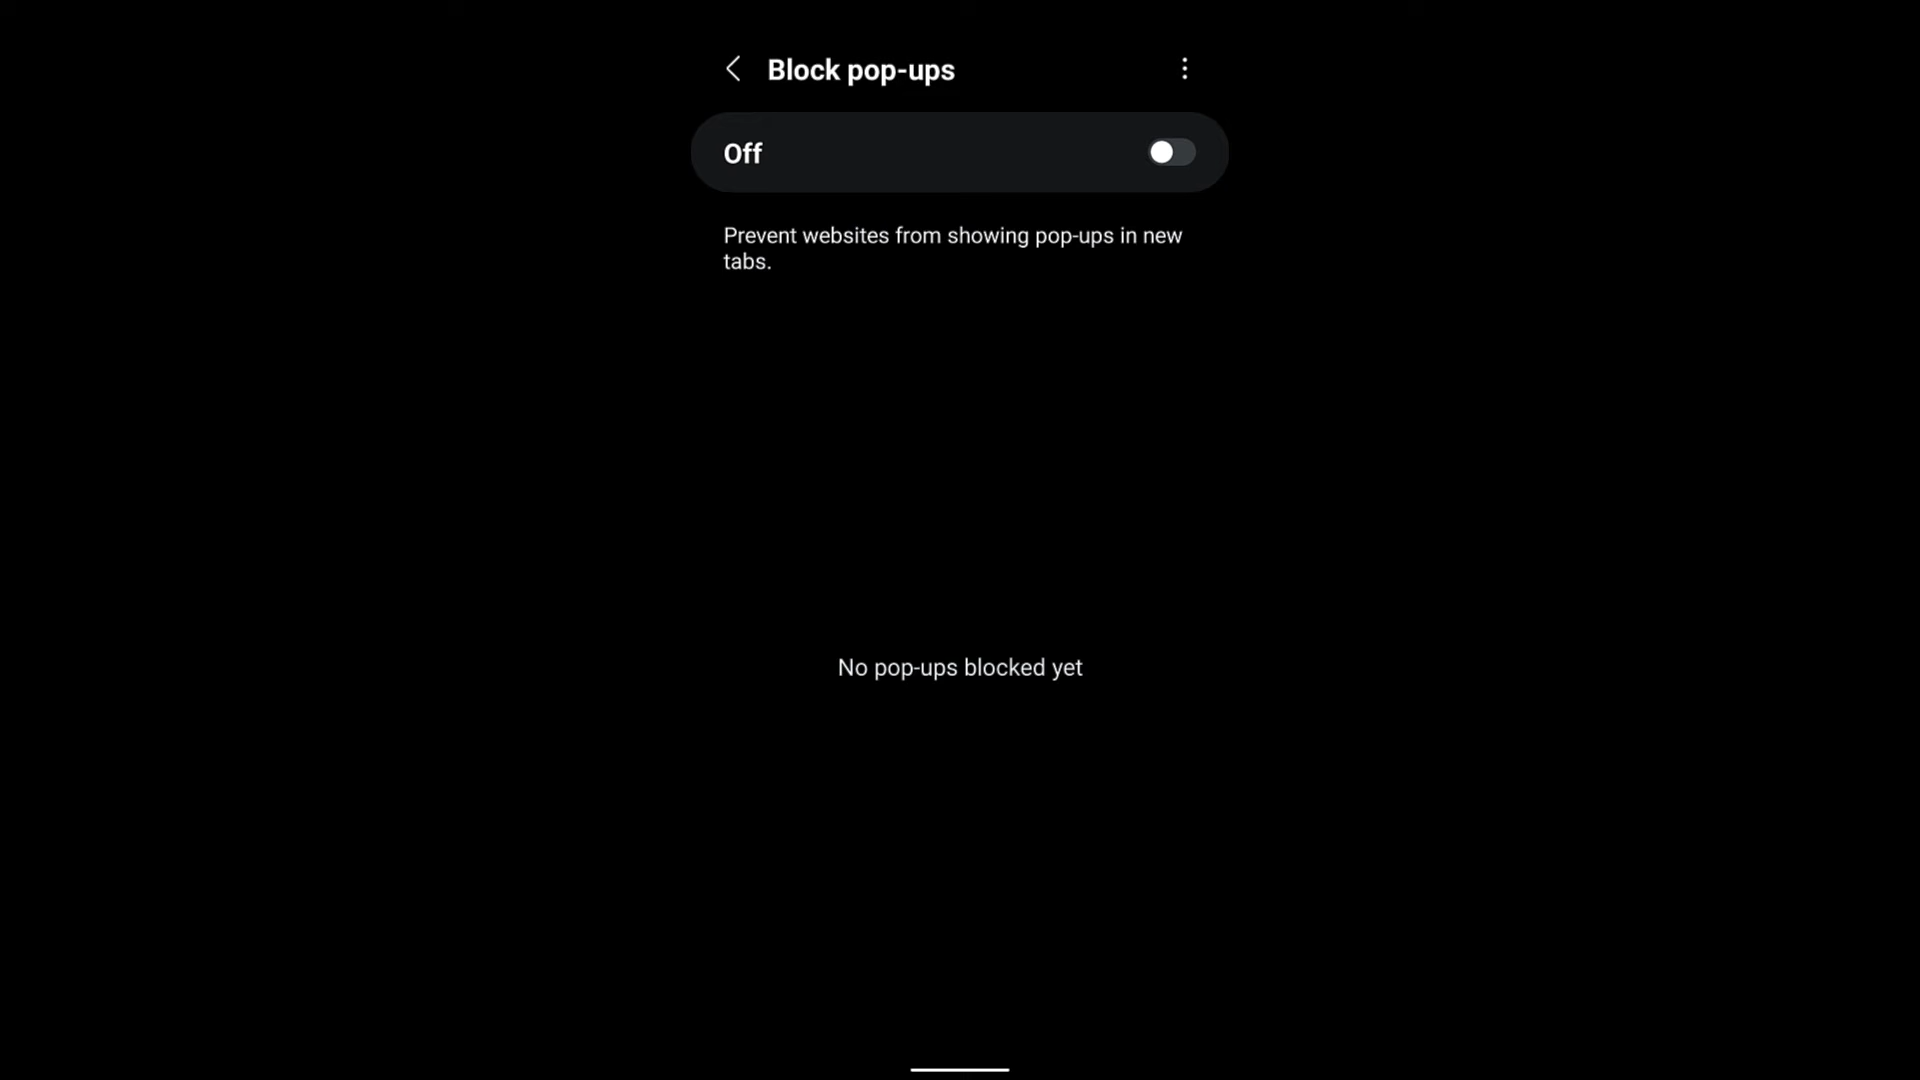 Block pop-ups
Off
Prevent websites from showing pop-ups in new
tabs.
No pop-ups blocked yet